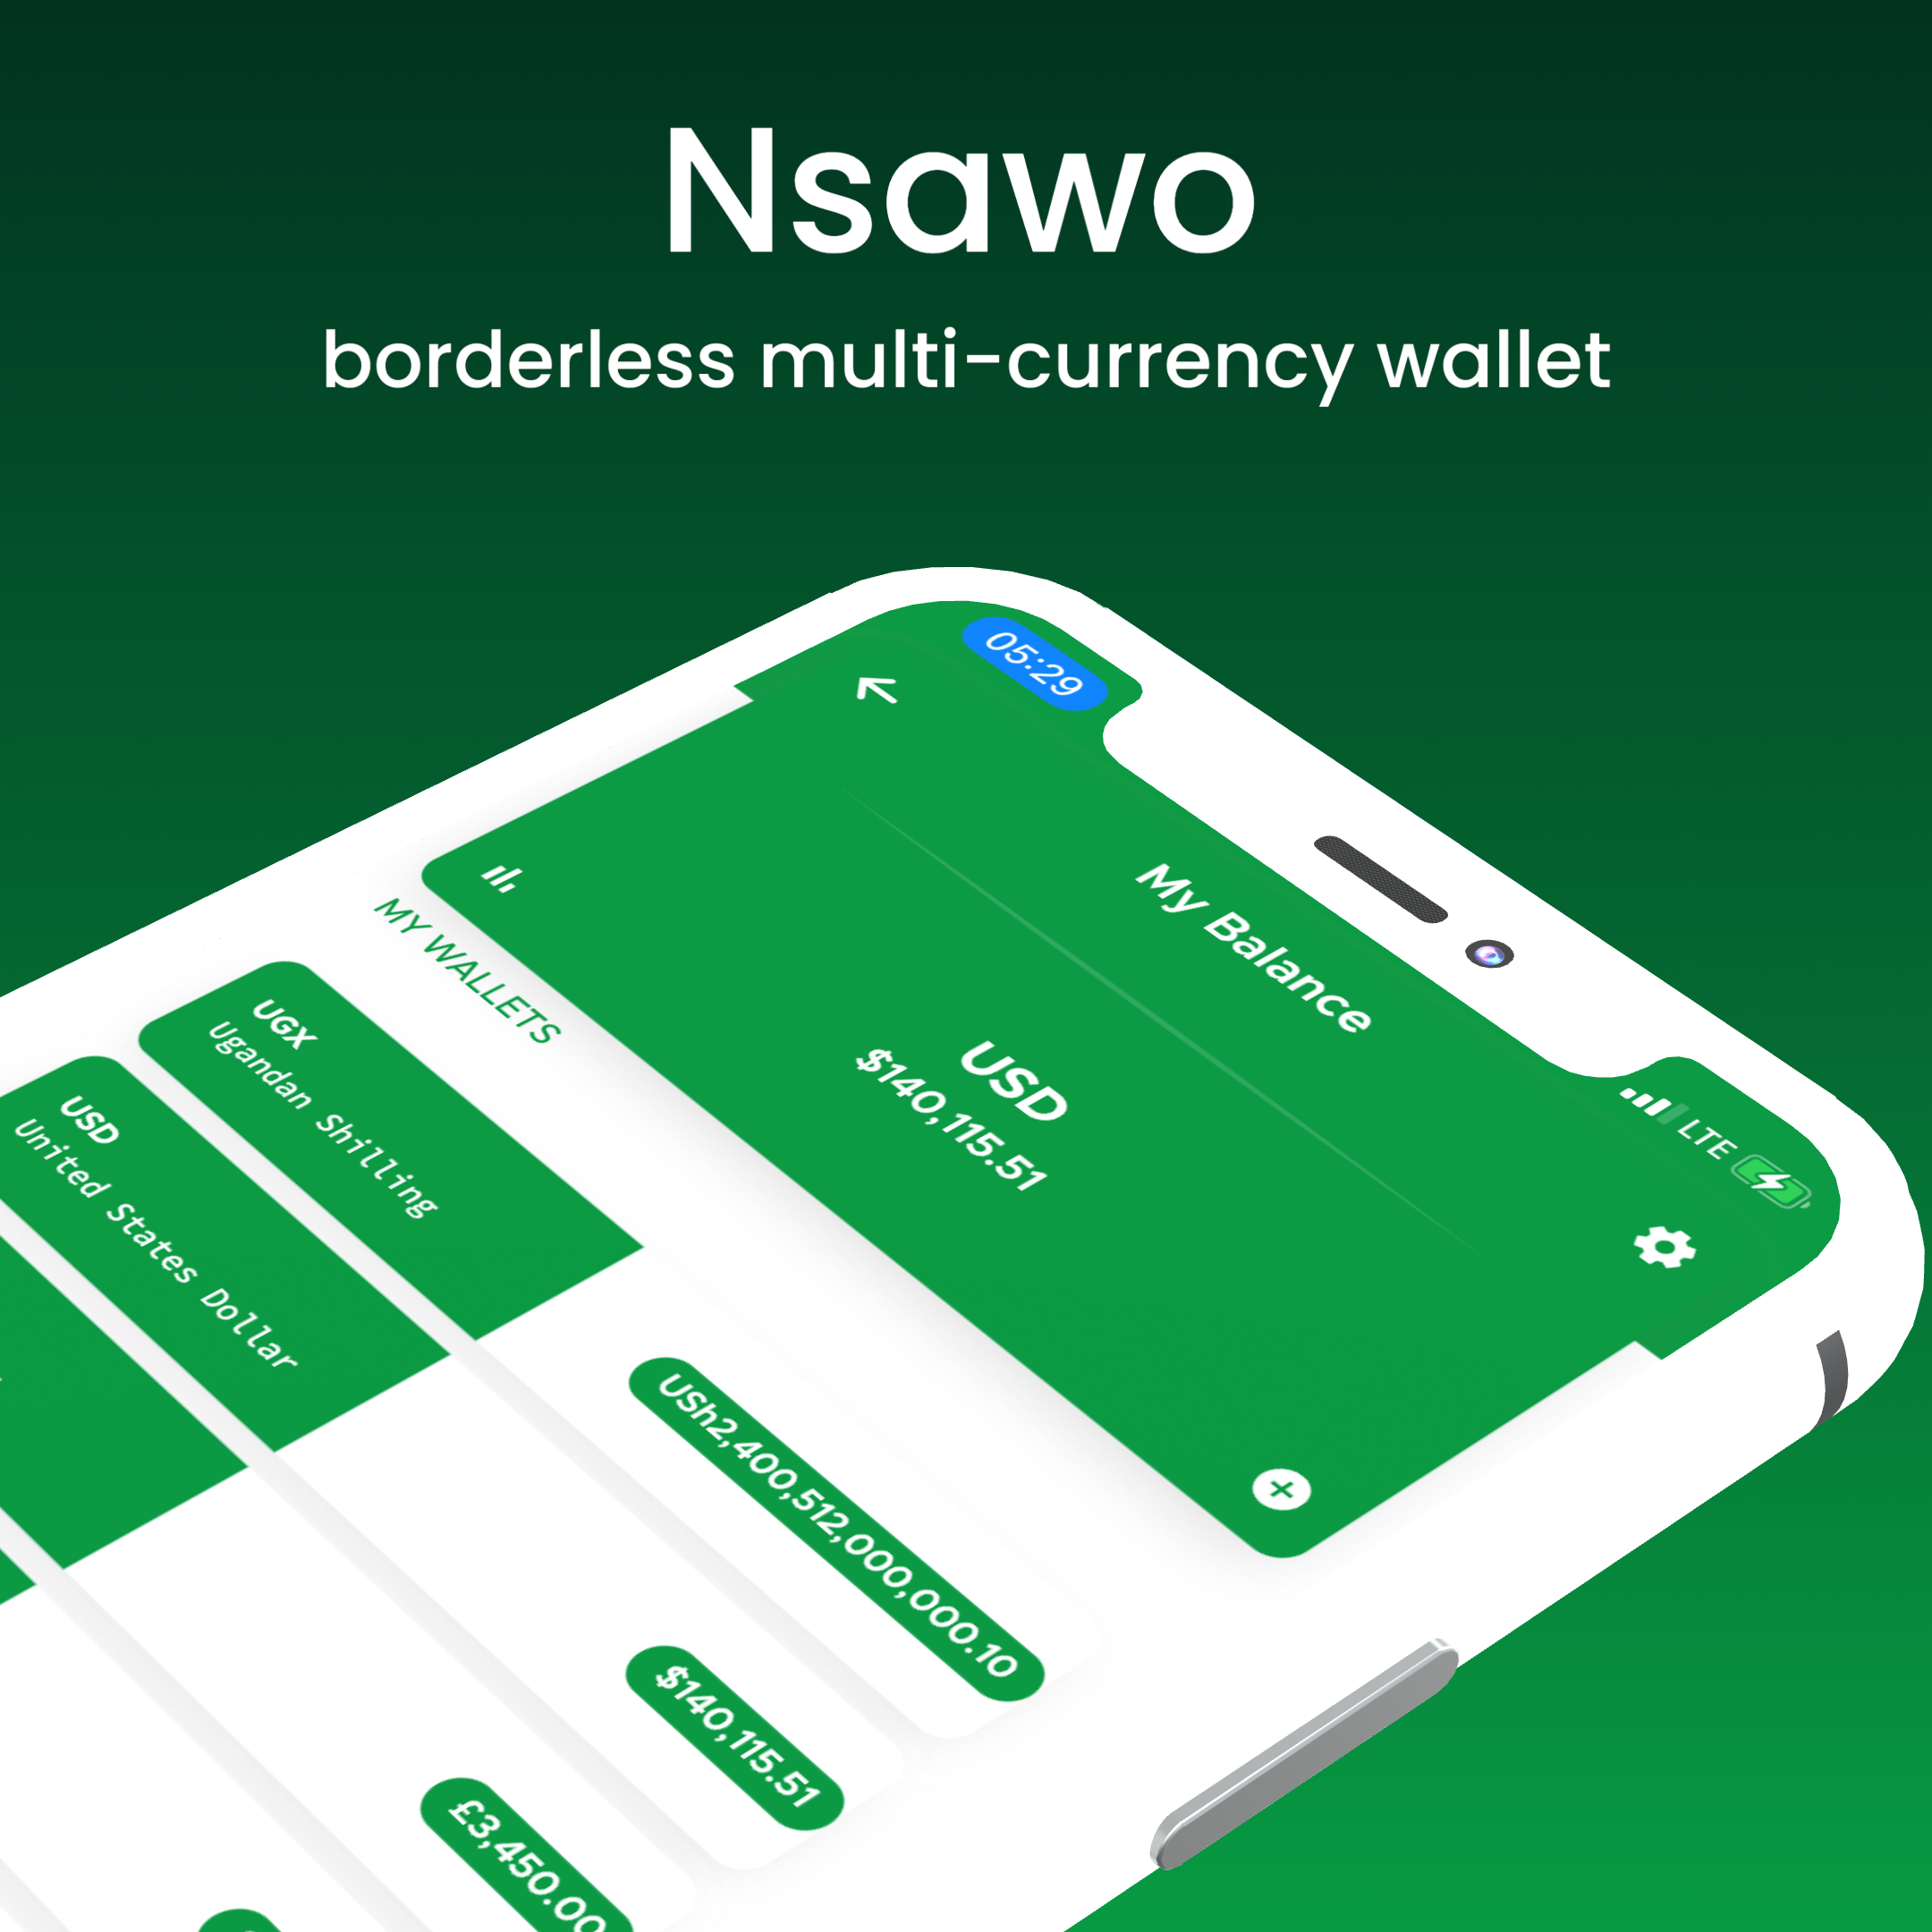 Nsawo
borderless multi-currency wallet
05:29
LTE
My Balance
USD
$140,115.51
MY WALLETS
UGX
Ugandan Shilling
USh2,400,512,000,000.10
USD
United States Dollar
$140,115.51
£3,450.00